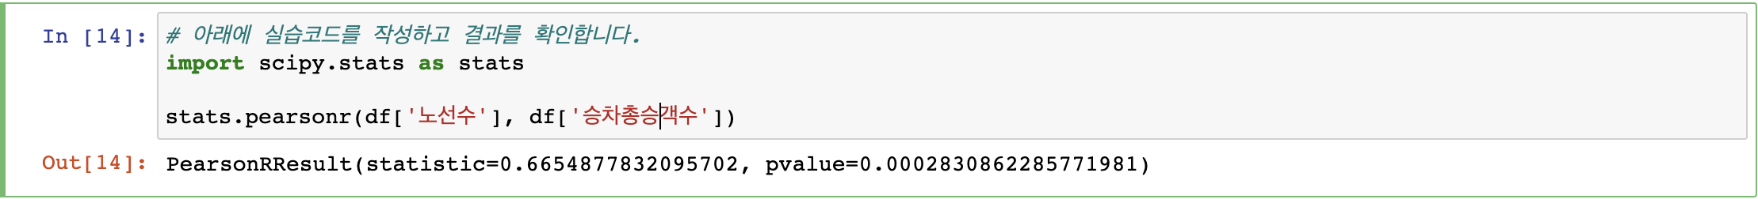 In [14]: # 아래에 실습코드를 작성하고 결과를 확인합니다.
import scipy.stats as stats
stats.pearsonr(df['노선수'], df['승차총승객수'])
Out[14]: PearsonRResult(statistic=0.6654877832095702, pvalue=0.0002830862285771981)